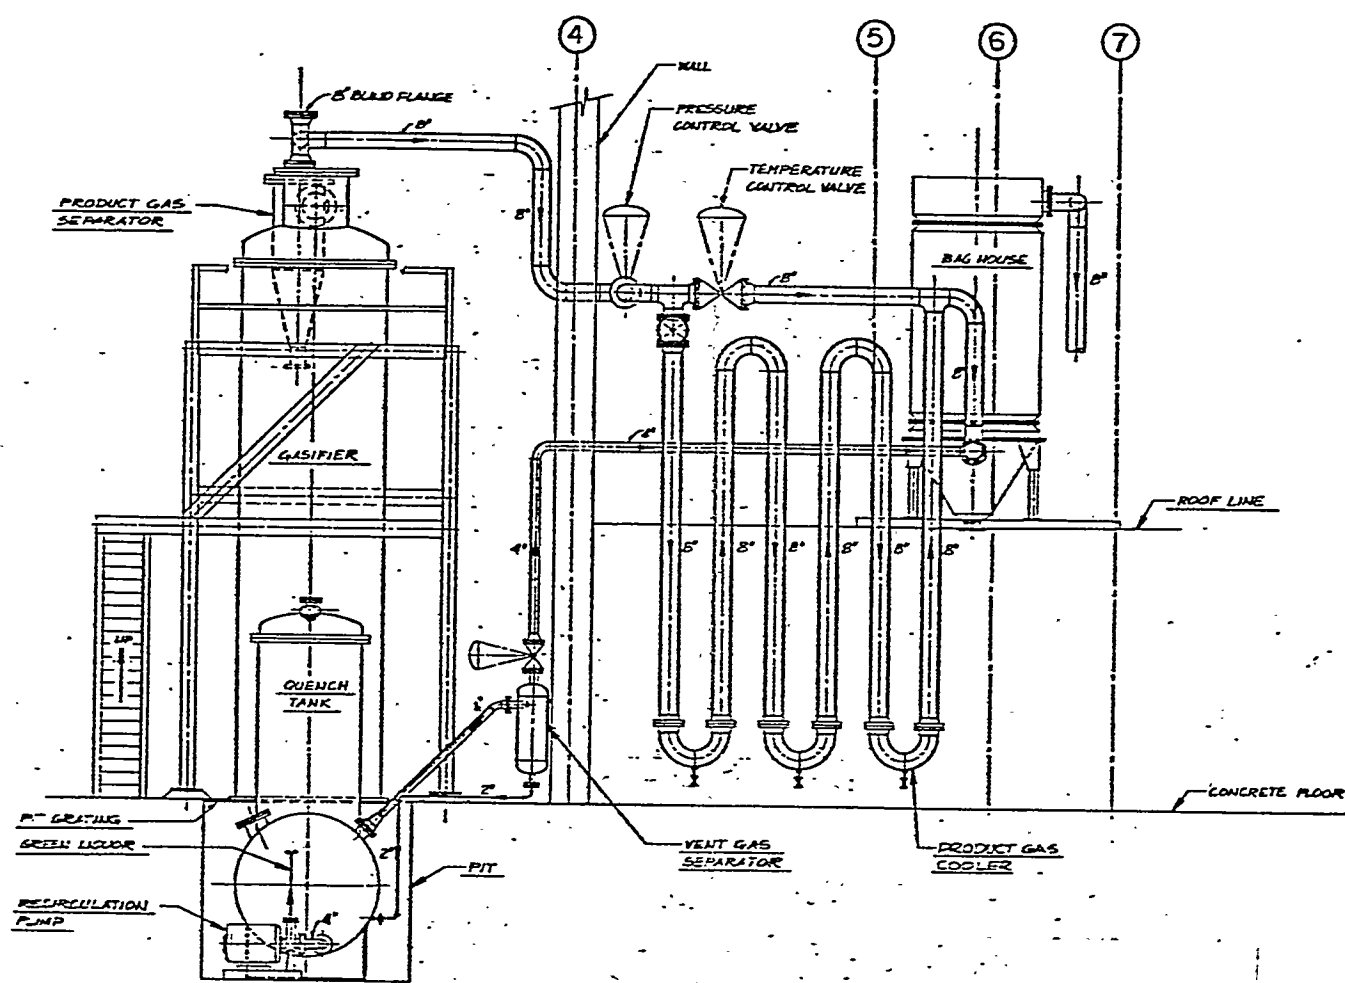 4
5
6
7
WALL
8" BLIND FLANGE
8"
PRESSURE
CONTROL VALVE
TEMPERATURE
CONTROL VALVE
PRODUCT GAS
SEPARATOR
8"
8"
BAG HOUSE
8"
8"
GASIFIER
ROOF LINE
4"
8"
8"
8"
8"
8"
UP
QUENCH
TANK
2"
CONCRETE FLOOR
PIT GRATING
GREEN LIQUOR
2"
VENT GAS
SEPARATOR
PRODUCT GAS
COOLER
PIT
RECIRCULATION
PUMP
4"